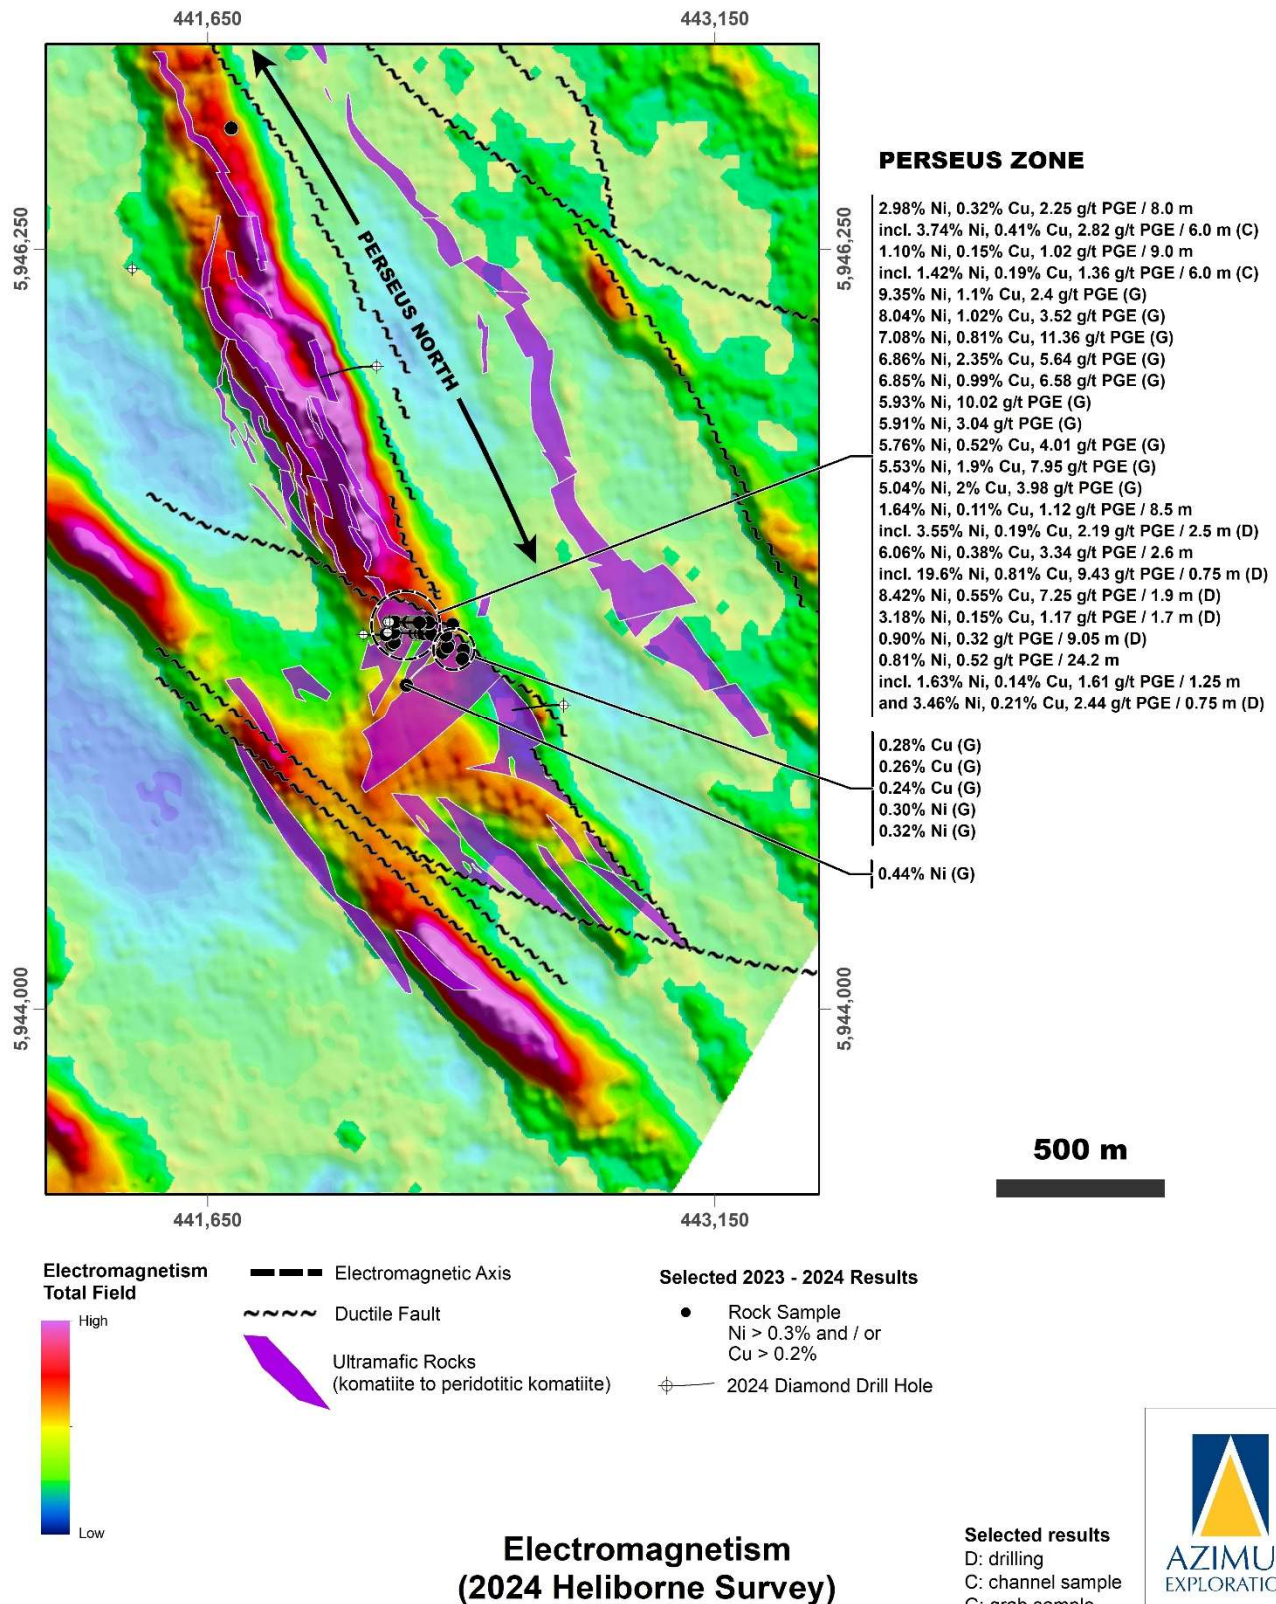 441,650
443,150
5,946,250
5,946,250
PERSEUS NORTH
PERSEUS ZONE
2.98% Ni, 0.32% Cu, 2.25 g/t PGE / 8.0 m
incl. 3.74% Ni, 0.41% Cu, 2.82 g/t PGE / 6.0 m (C)
1.10% Ni, 0.15% Cu, 1.02 g/t PGE / 9.0 m
incl. 1.42% Ni, 0.19% Cu, 1.36 g/t PGE / 6.0 m (C)
9.35% Ni, 1.1% Cu, 2.4 g/t PGE (G)
8.04% Ni, 1.02% Cu, 3.52 g/t PGE (G)
7.08% Ni, 0.81% Cu, 11.36 g/t PGE (G)
6.86% Ni, 2.35% Cu, 5.64 g/t PGE (G)
6.85% Ni, 0.99% Cu, 6.58 g/t PGE (G)
5.93% Ni, 10.02 g/t PGE (G)
5.91% Ni, 3.04 g/t PGE (G)
5.76% Ni, 0.52% Cu, 4.01 g/t PGE (G)
5.53% Ni, 1.9% Cu, 7.95 g/t PGE (G)
5.04% Ni, 2% Cu, 3.98 g/t PGE (G)
1.64% Ni, 0.11% Cu, 1.12 g/t PGE / 8.5 m
incl. 3.55% Ni, 0.19% Cu, 2.19 g/t PGE / 2.5 m (D)
6.06% Ni, 0.38% Cu, 3.34 g/t PGE / 2.6 m
incl. 19.6% Ni, 0.81% Cu, 9.43 g/t PGE / 0.75 m (D)
8.42% Ni, 0.55% Cu, 7.25 g/t PGE / 1.9 m (D)
3.18% Ni, 0.15% Cu, 1.17 g/t PGE / 1.7 m (D)
0.90% Ni, 0.32 g/t PGE / 9.05 m (D)
0.81% Ni, 0.52 g/t PGE / 24.2 m
incl. 1.63% Ni, 0.14% Cu, 1.61 g/t PGE / 1.25 m
and 3.46% Ni, 0.21% Cu, 2.44 g/t PGE / 0.75 m (D)
0.28% Cu (G)
0.26% Cu (G)
0.24% Cu (G)
0.30% Ni (G)
0.32% Ni (G)
0.44% Ni (G)
5,944,000
5,944,000
500 m
441,650
443,150
Electromagnetism
Total Field
High
Low
Electromagnetic Axis
Ductile Fault
Ultramafic Rocks
(komatiite to peridotitic komatiite)
Selected 2023 - 2024 Results
Rock Sample
Ni > 0.3% and / or
Cu > 0.2%
2024 Diamond Drill Hole
Electromagnetism
(2024 Heliborne Survey)
Selected results
D: drilling
C: channel sample
G: grab sample
AZIMU
EXPLORATIO